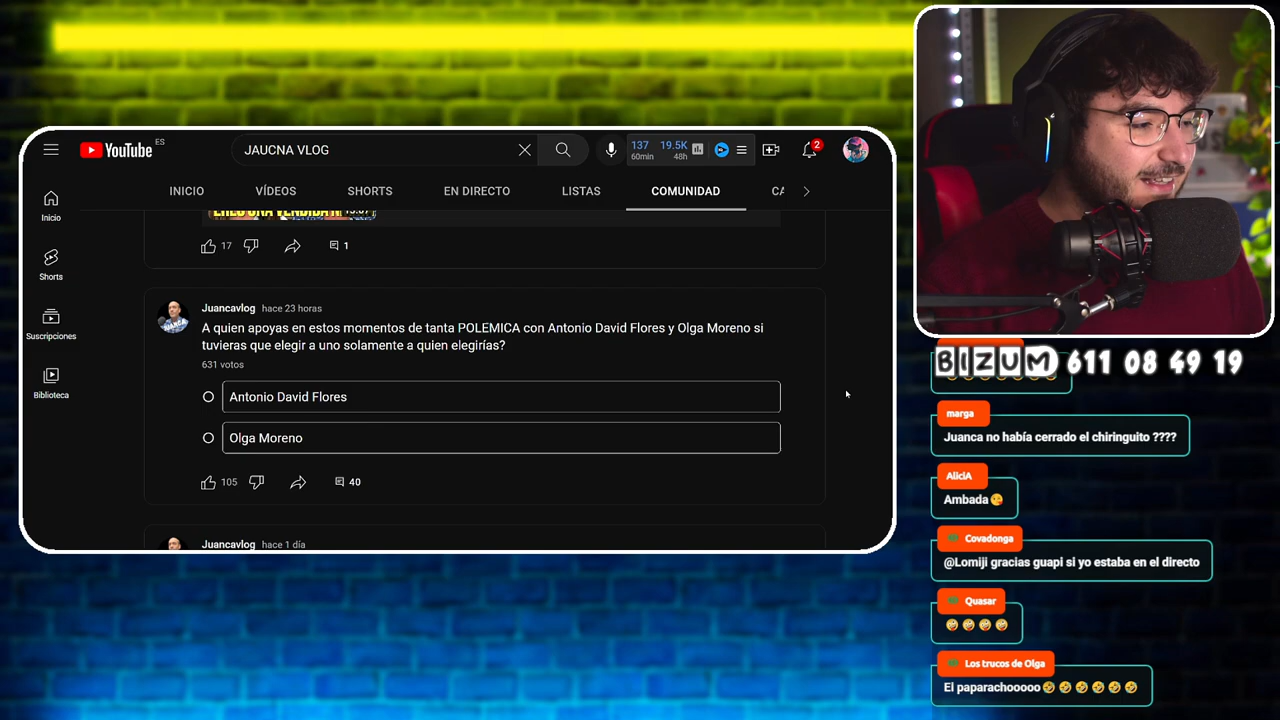 YouTube ES
JAUCNA VLOG
137 60min
19.5K 48h
2
INICIO VÍDEOS SHORTS EN DIRECTO LISTAS COMUNIDAD
Inicio
Shorts
Suscripciones
Biblioteca
17 1
Juancavlog hace 23 horas
A quien apoyas en estos momentos de tanta POLEMICA con Antonio David Flores y Olga Moreno si
tuvieras que elegir a uno solamente a quien elegirías?
631 votos
Antonio David Flores
Olga Moreno
105 40
Juancavlog hace 1 día
BIZUM 611 08 49 19
marga
Juanca no había cerrado el chiringuito ????
AliciA
Ambada😘
Covadonga
@Lomiji gracias guapi si yo estaba en el directo
Quasar
🤪🤪🤪🤪
Los trucos de Olga
El paparachooooo🤣🤣🤣🤣🤣🤣